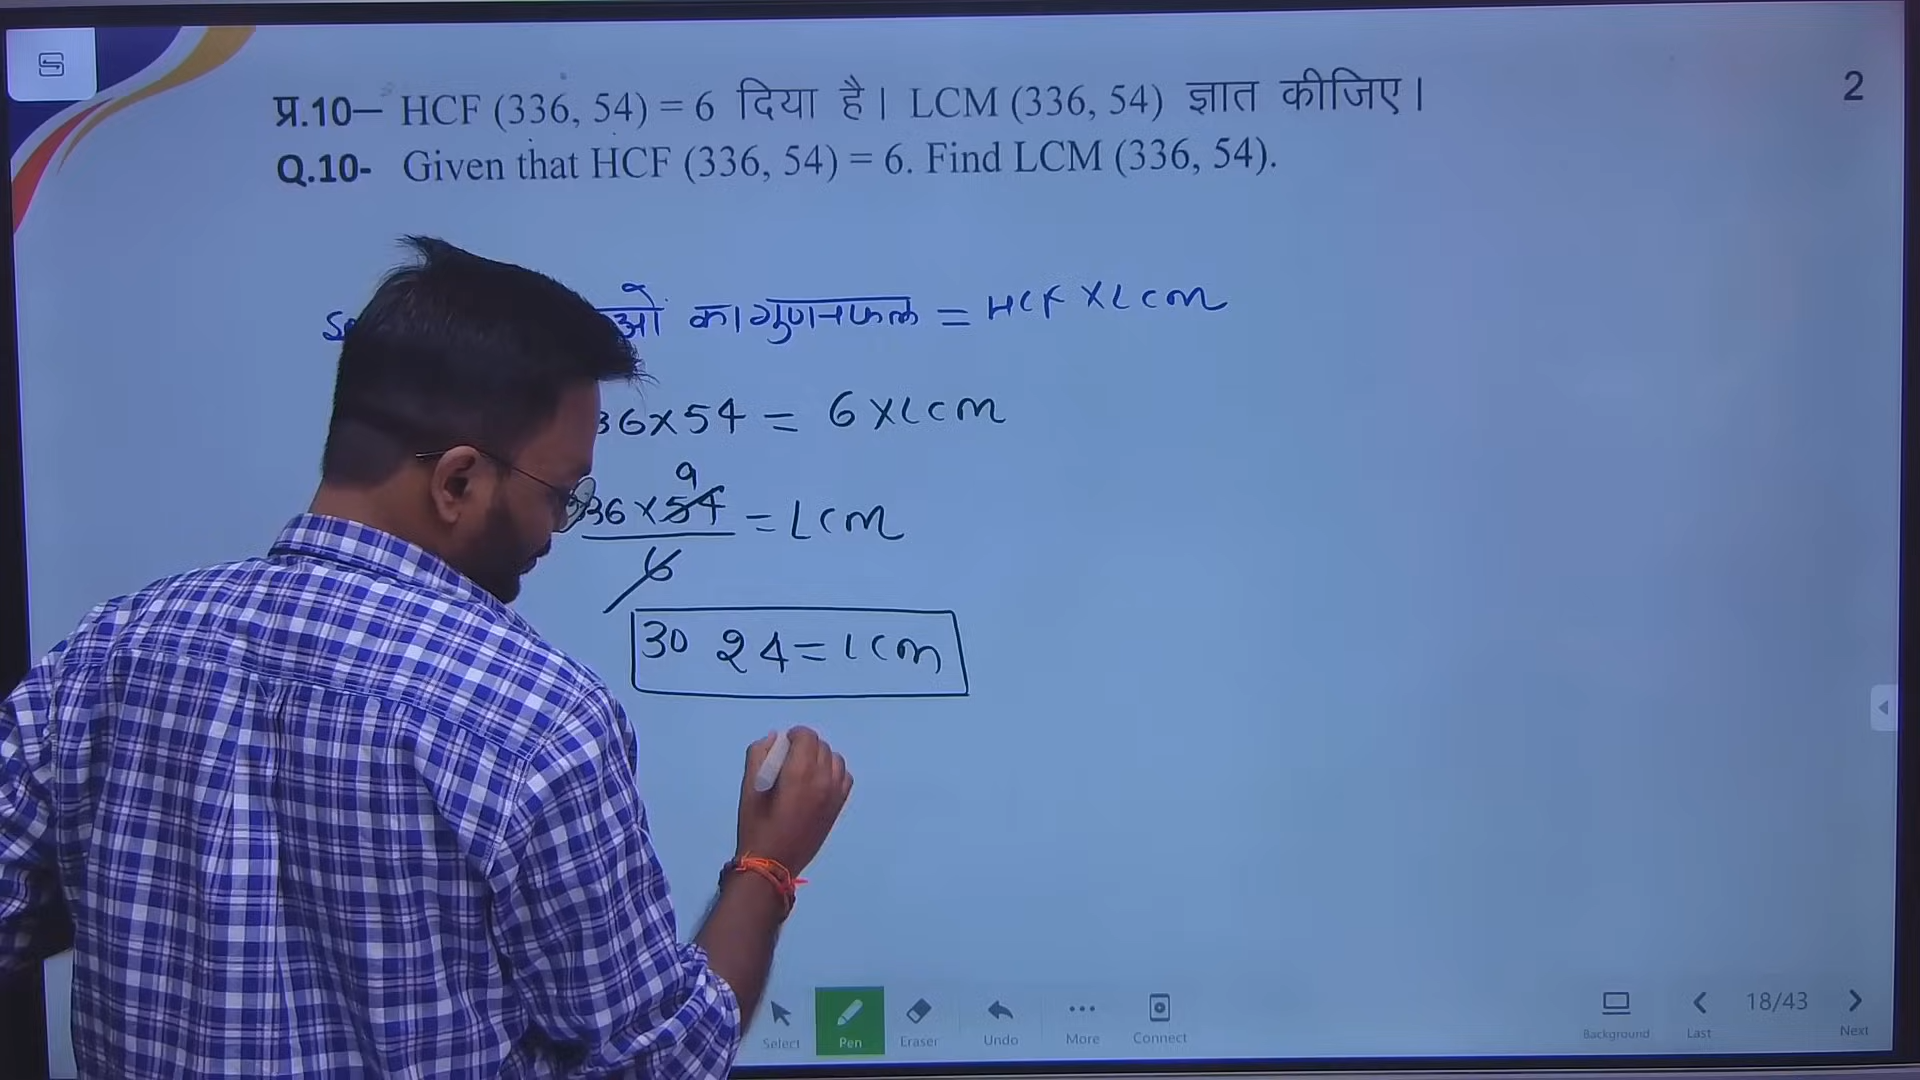 प्र.10– HCF (336, 54) = 6 दिया है। LCM (336, 54) ज्ञात कीजिए।
2
Q.10- Given that HCF (336, 54) = 6. Find LCM (336, 54).
का गुणनफल = HCF × LCM
36×54 = 6 × LCM
9
336 × 54 = LCM
6
3024 = LCM
Select
Pen
Eraser
Undo
More
Connect
Background
Last
18/43
Next